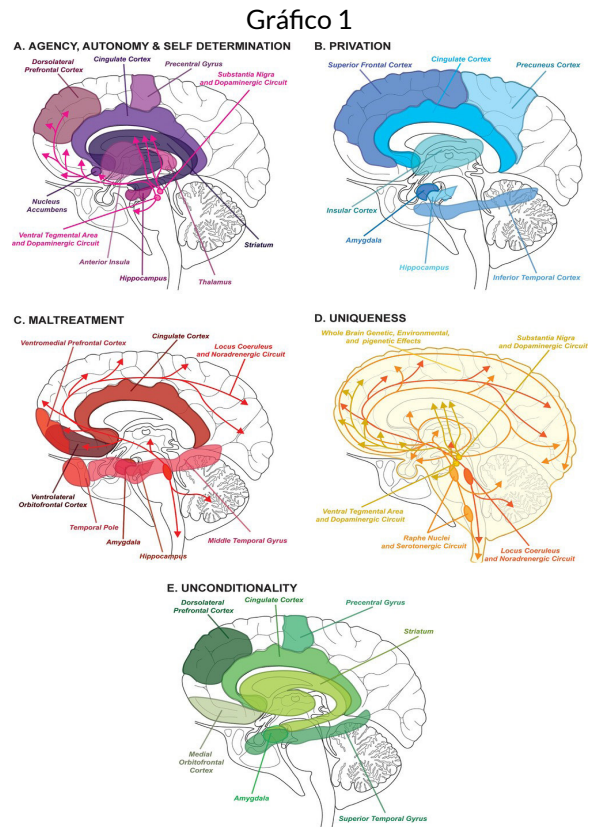 Gráfico 1
A. AGENCY, AUTONOMY & SELF DETERMINATION
Dorsolateral
Prefrontal Cortex
Cingulate Cortex
Precentral Gyrus
Substantia Nigra
and Dopaminergic Circuit
Nucleus
Accumbens
Ventral Tegmental Area
and Dopaminergic Circuit
Anterior Insula
Hippocampus
Thalamus
Striatum
B. PRIVATION
Superior Frontal Cortex
Cingulate Cortex
Precuneus Cortex
Insular Cortex
Amygdala
Hippocampus
Inferior Temporal Cortex
C. MALTREATMENT
Ventromedial Prefrontal Cortex
Cingulate Cortex
Locus Coeruleus
and Noradrenergic Circuit
Ventrolateral
Orbitofrontal Cortex
Temporal Pole
Amygdala
Hippocampus
Middle Temporal Gyrus
D. UNIQUENESS
Whole Brain Genetic, Environmental,
and pigenetic Effects
Substantia Nigra
and Dopaminergic Circuit
Ventral Tegmental Area
and Dopaminergic Circuit
Raphe Nuclei
and Serotonergic Circuit
Locus Coeruleus
and Noradrenergic Circuit
E. UNCONDITIONALITY
Dorsolateral
Prefrontal Cortex
Cingulate Cortex
Precentral Gyrus
Striatum
Medial
Orbitofrontal
Cortex
Amygdala
Superior Temporal Gyrus